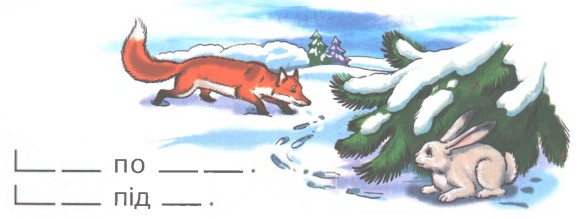 по .
під .